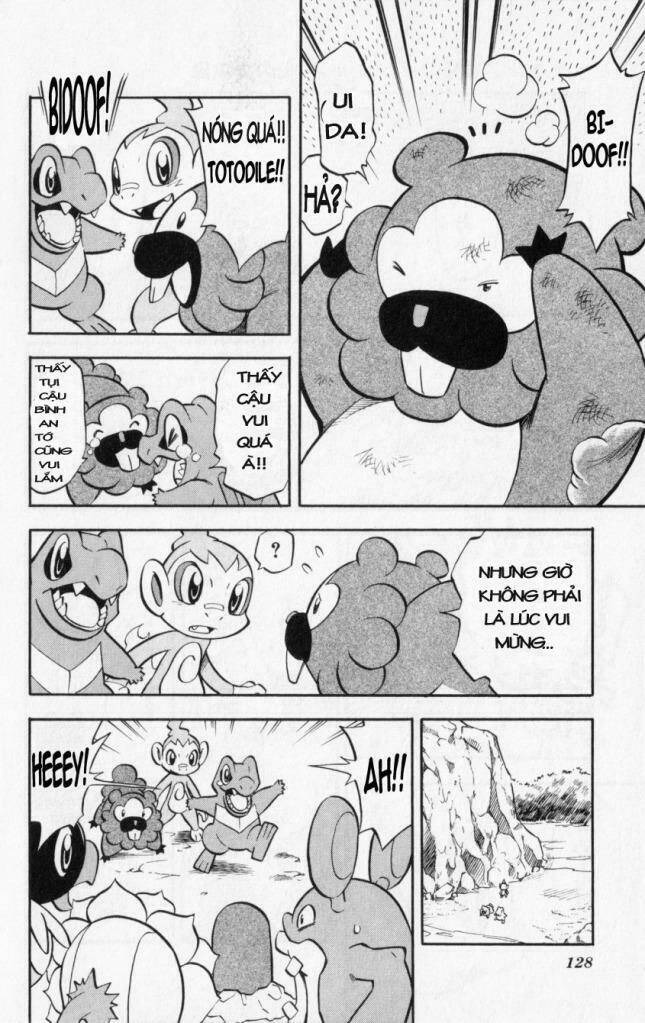 BI-
DOOF!!
UI
DA!
HẢ?
NÓNG QUÁ!!
TOTODILE!!
BIDOOF!
THẤY
CẬU
VUI
QUÁ
À!!
THẤY
TỤI
CẬU
BÌNH
AN
TỚ
CŨNG
VUI
LẮM
NHƯNG GIỜ
KHÔNG PHẢI
LÀ LÚC VUI
MỪNG..
?
AH!!
HEEEY!
128